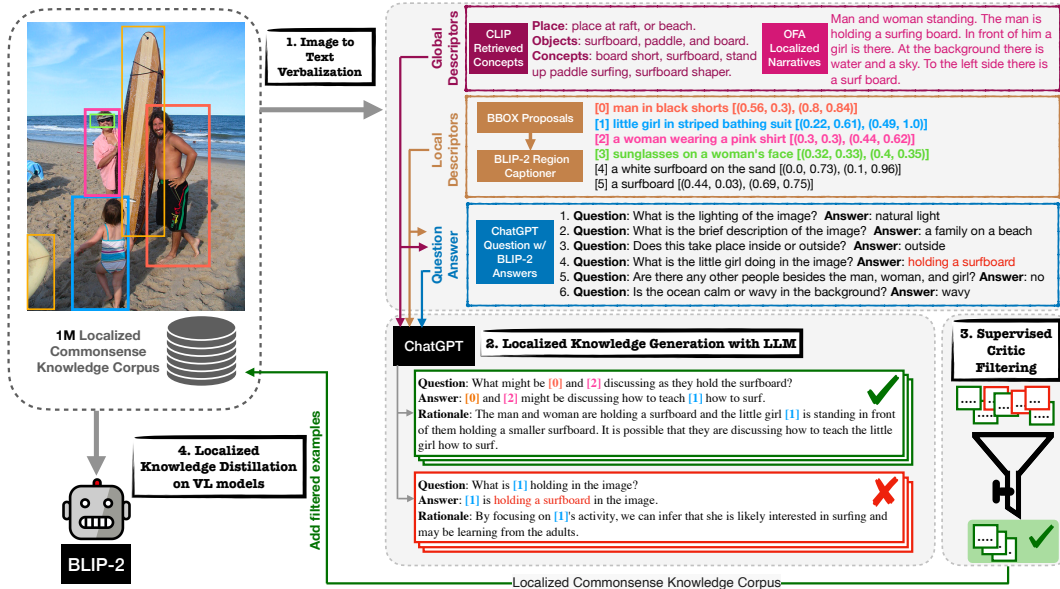 1. Image to
Text
Verbalization
1M Localized
Commonsense
Knowledge Corpus
4. Localized
Knowledge Distillation
on VL models
BLIP-2
Global
Descriptors
CLIP
Retrieved
Concepts
Place: place at raft, or beach.
Objects: surfboard, paddle, and board.
Concepts: board short, surfboard, stand
up paddle surfing, surfboard shaper.
OFA
Localized
Narratives
Man and woman standing. The man is
holding a surfing board. In front of him a
girl is there. At the background there is
water and a sky. To the left side there is
a surf board.
Local
Descriptors
BBOX Proposals
BLIP-2 Region
Captioner
[0] man in black shorts [(0.56, 0.3), (0.8, 0.84)]
[1] little girl in striped bathing suit [(0.22, 0.61), (0.49, 1.0)]
[2] a woman wearing a pink shirt [(0.3, 0.3), (0.44, 0.62)]
[3] sunglasses on a woman's face [(0.32, 0.33), (0.4, 0.35)]
[4] a white surfboard on the sand [(0.0, 0.73), (0.1, 0.96)]
[5] a surfboard [(0.44, 0.03), (0.69, 0.75)]
Question
Answer
ChatGPT
Question w/
BLIP-2
Answers
1. Question: What is the lighting of the image? Answer: natural light
2. Question: What is the brief description of the image? Answer: a family on a beach
3. Question: Does this take place inside or outside? Answer: outside
4. Question: What is the little girl doing in the image? Answer: holding a surfboard
5. Question: Are there any other people besides the man, woman, and girl? Answer: no
6. Question: Is the ocean calm or wavy in the background? Answer: wavy
ChatGPT
2. Localized Knowledge Generation with LLM
Question: What might be [0] and [2] discussing as they hold the surfboard?
Answer: [0] and [2] might be discussing how to teach [1] how to surf.
Rationale: The man and woman are holding a surfboard and the little girl [1] is standing in front
of them holding a smaller surfboard. It is possible that they are discussing how to teach the little
girl how to surf.
Question: What is [1] holding in the image?
Answer: [1] is holding a surfboard in the image.
Rationale: By focusing on [1]'s activity, we can infer that she is likely interested in surfing and
may be learning from the adults.
3. Supervised
Critic
Filtering
Add filtered examples
Localized Commonsense Knowledge Corpus